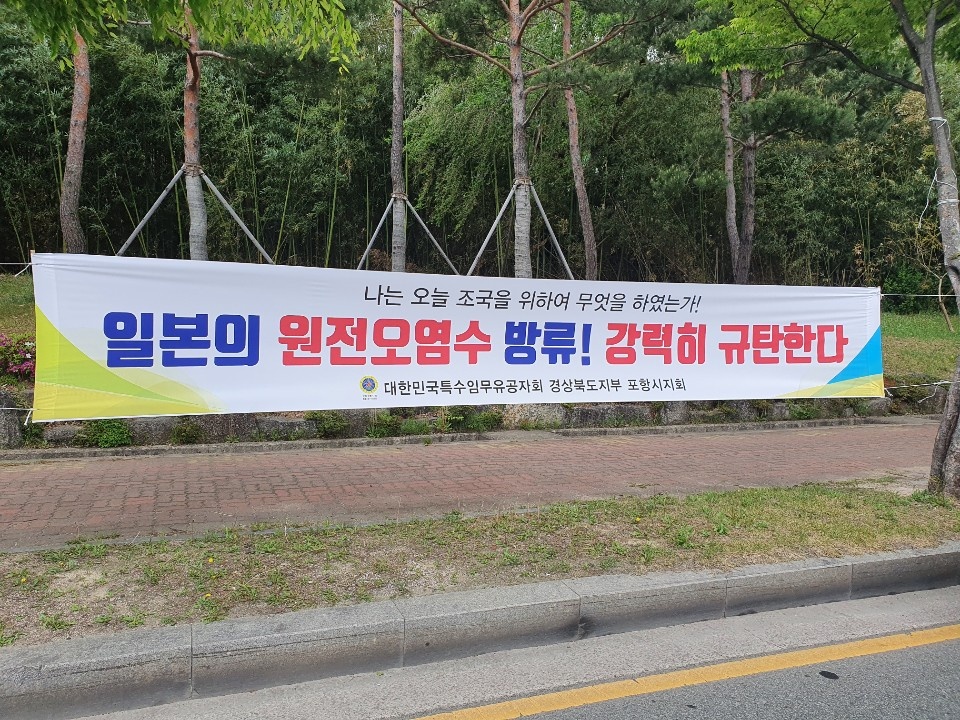 나는 오늘 조국을 위하여 무엇을 하였는가!
일본의 원전오염수 방류! 강력히 규탄한다
대한민국특수임무유공자회 경상북도지부 포항시지회